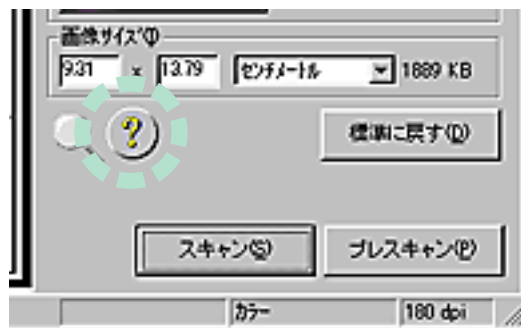 画像サイズ(I)
9.31 x 13.79 センチメートル 1889 KB
?
標準に戻す(D)
スキャン(S) プレスキャン(P)
カラー 180 dpi